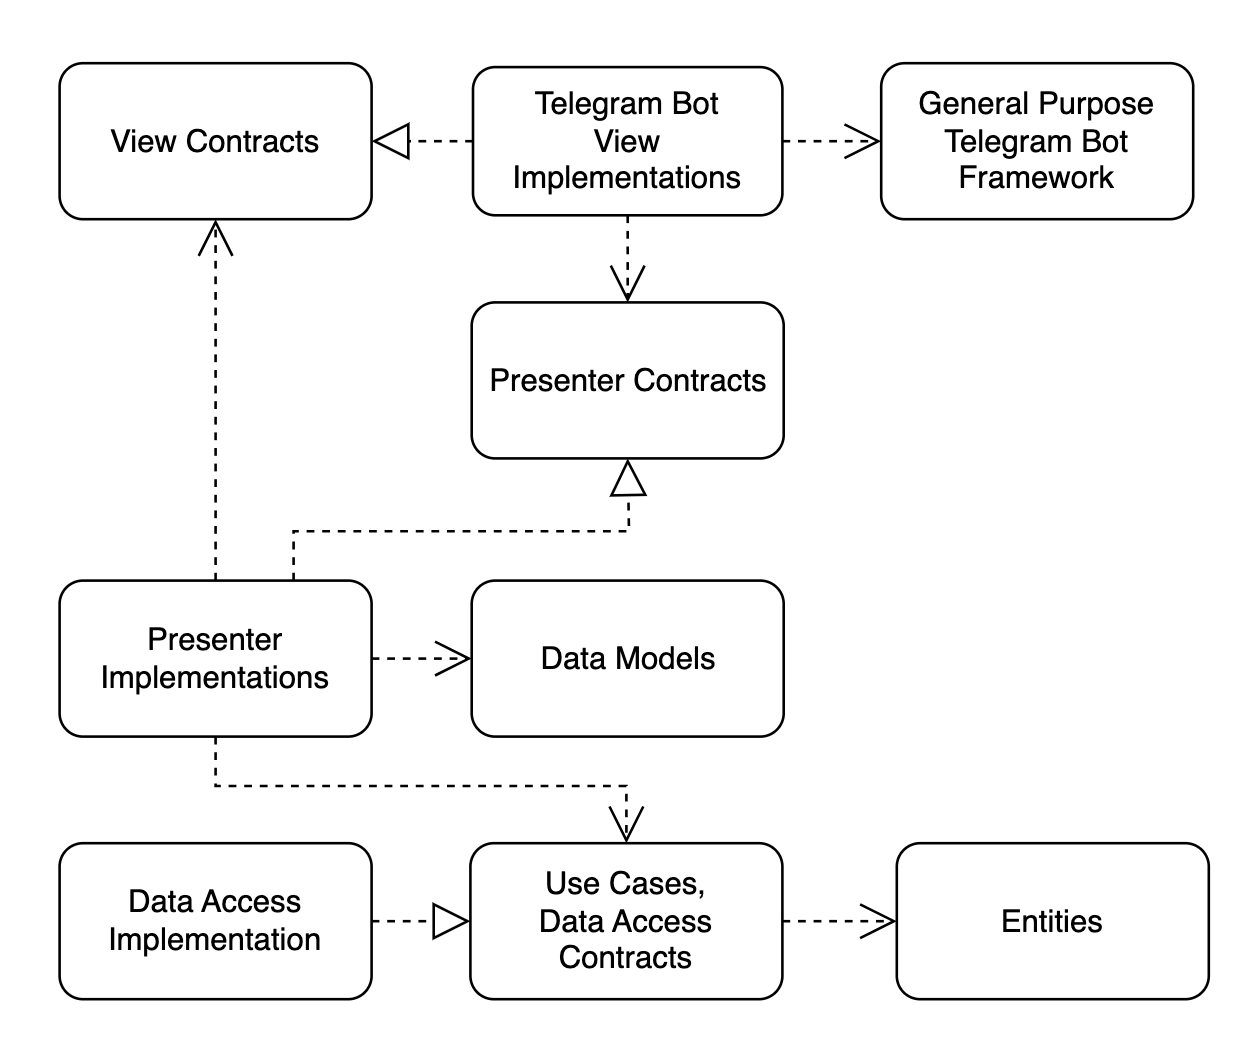 View Contracts
Telegram Bot
View
Implementations
General Purpose
Telegram Bot
Framework
Presenter Contracts
Presenter
Implementations
Data Models
Data Access
Implementation
Use Cases,
Data Access
Contracts
Entities